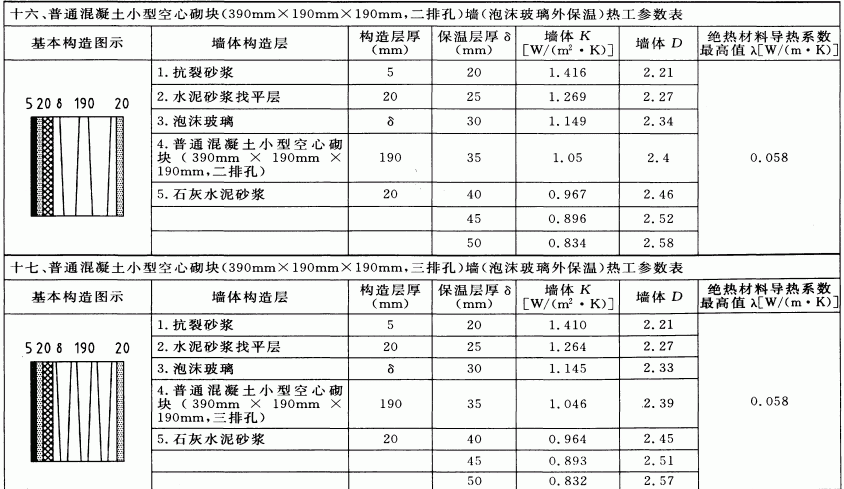 十六、普通混凝土小型空心砌块(390mm×190mm×190mm,二排孔)墙(泡沫玻璃外保温)热工参数表
基本构造图示 墙体构造层 构造层厚(mm) 保温层厚 δ(mm) 墙体 K[W/(m²·K)] 墙体 D 绝热材料导热系数最高值 λ[W/(m·K)]
5 20 δ 190 20
1.抗裂砂浆 5 20 1.416 2.21
2.水泥砂浆找平层 20 25 1.269 2.27
3.泡沫玻璃 δ 30 1.149 2.34
4.普通混凝土小型空心砌块(390mm × 190mm × 190mm,二排孔) 190 35 1.05 2.4 0.058
5.石灰水泥砂浆 20 40 0.967 2.46
45 0.896 2.52
50 0.834 2.58
十七、普通混凝土小型空心砌块(390mm×190mm×190mm,三排孔)墙(泡沫玻璃外保温)热工参数表
基本构造图示 墙体构造层 构造层厚(mm) 保温层厚 δ(mm) 墙体 K[W/(m²·K)] 墙体 D 绝热材料导热系数最高值 λ[W/(m·K)]
5 20 δ 190 20
1.抗裂砂浆 5 20 1.410 2.21
2.水泥砂浆找平层 20 25 1.264 2.27
3.泡沫玻璃 δ 30 1.145 2.33
4.普通混凝土小型空心砌块(390mm × 190mm × 190mm,三排孔) 190 35 1.046 2.39 0.058
5.石灰水泥砂浆 20 40 0.964 2.45
45 0.893 2.51
50 0.832 2.57